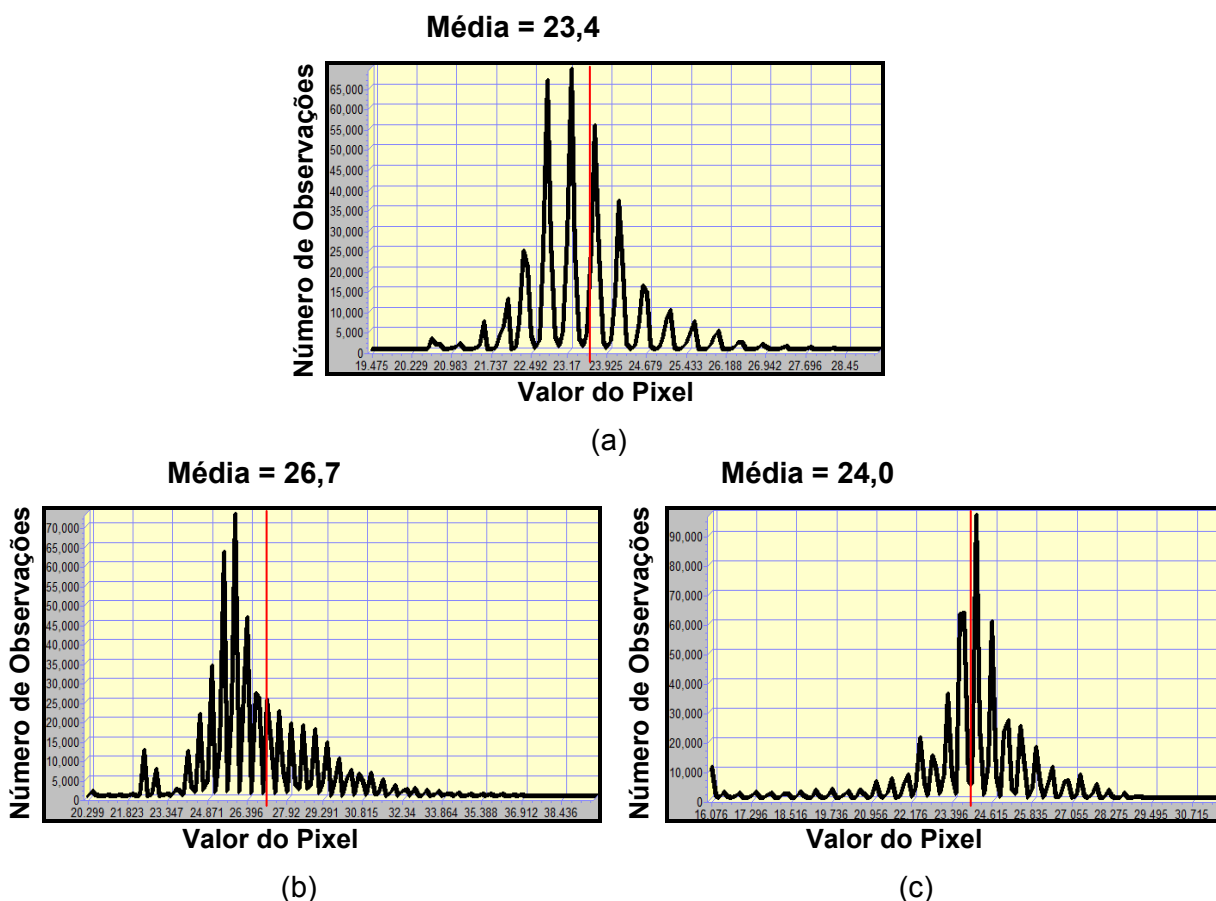 Média = 23,4
Número de Observações
65,000
60,000
55,000
50,000
45,000
40,000
35,000
30,000
25,000
20,000
15,000
10,000
5,000
0
19.475 20.229 20.983 21.737 22.492 23.17 23.925 24.679 25.433 26.188 26.942 27.696 28.45
Valor do Pixel
(a)
Média = 26,7
Número de Observações
70,000
65,000
60,000
55,000
50,000
45,000
40,000
35,000
30,000
25,000
20,000
15,000
10,000
5,000
0
20.299 21.823 23.347 24.871 26.396 27.92 29.291 30.815 32.34 33.864 35.388 36.912 38.436
Valor do Pixel
(b)
Média = 24,0
Número de Observações
90,000
80,000
70,000
60,000
50,000
40,000
30,000
20,000
10,000
0
16.076 17.296 18.516 19.736 20.956 22.176 23.396 24.615 25.835 27.055 28.275 29.495 30.715
Valor do Pixel
(c)